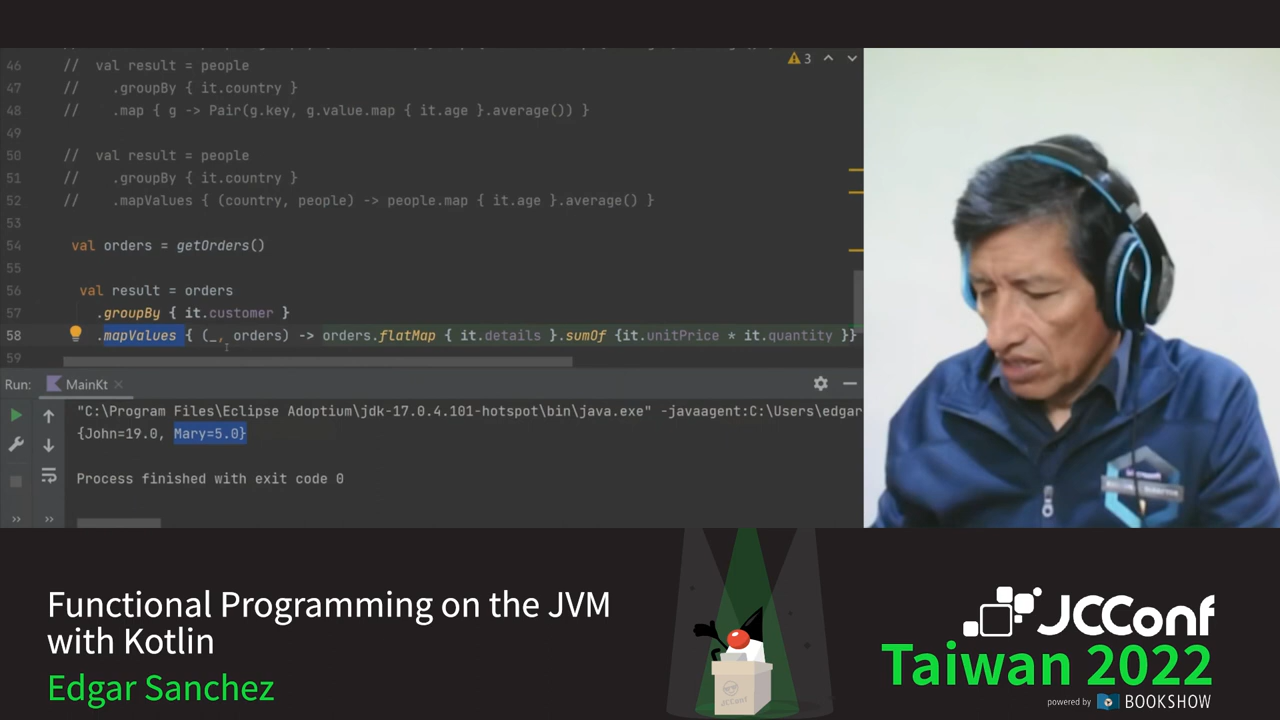 46 // val result = people
47 // .groupBy { it.country }
48 // .map { g -> Pair(g.key, g.value.map { it.age }.average()) }
49
50 // val result = people
51 // .groupBy { it.country }
52 // .mapValues { (country, people) -> people.map { it.age }.average() }
53
54 val orders = getOrders()
55
56 val result = orders
57 .groupBy { it.customer }
58 .mapValues { (_, orders) -> orders.flatMap { it.details }.sumOf {it.unitPrice * it.quantity }}
59
3
Run: MainKt
"C:\Program Files\Eclipse Adoptium\jdk-17.0.4.101-hotspot\bin\java.exe" -javaagent:C:\Users\edgar
{John=19.0, Mary=5.0}
Process finished with exit code 0
Functional Programming on the JVM
with Kotlin
Edgar Sanchez
JCConf
JCConf
Taiwan 2022
powered by BOOKSHOW